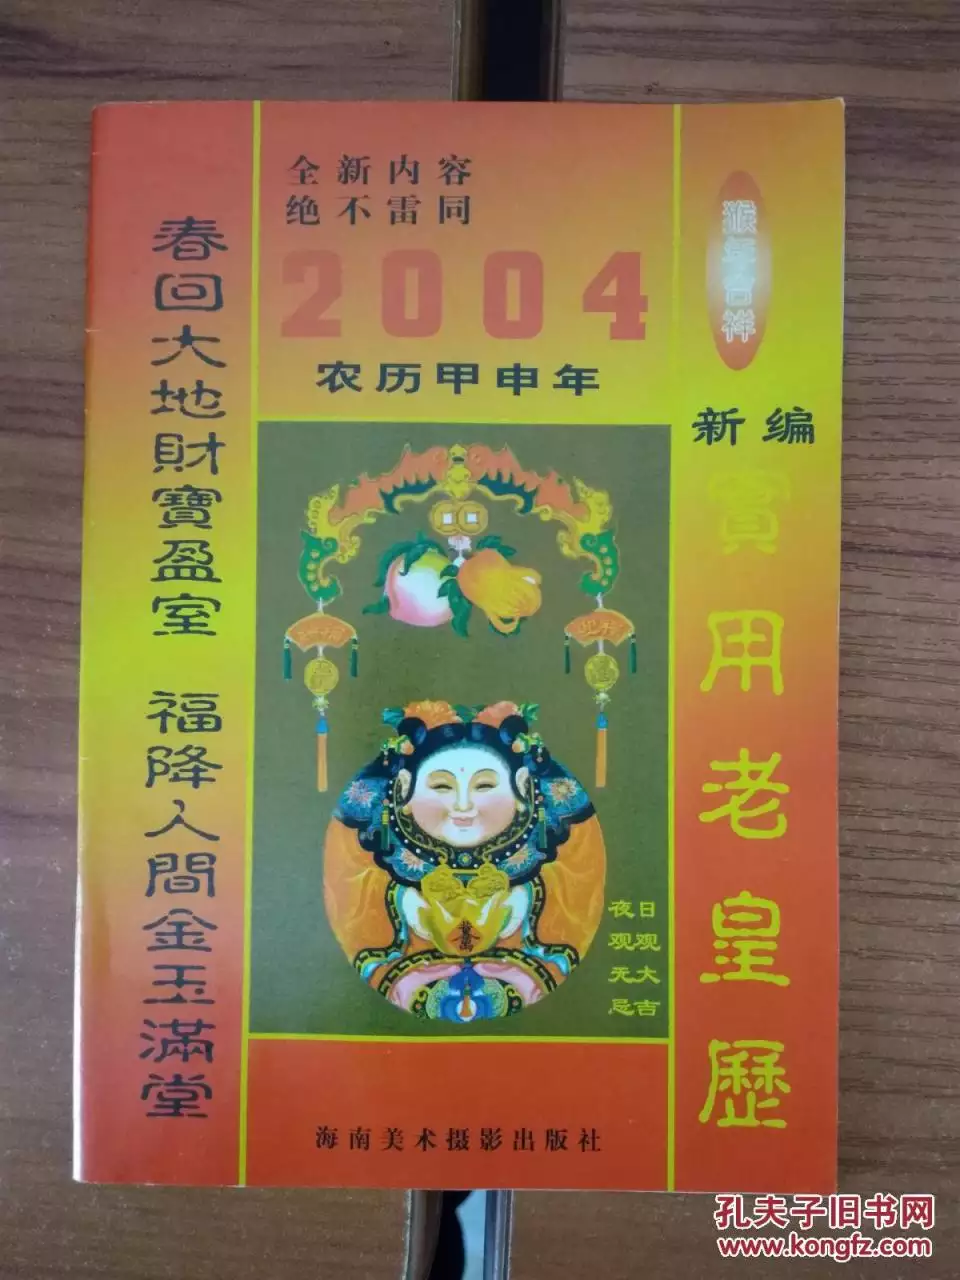 全新内容
绝不雷同
2004
农历甲申年
猴年吉祥
新编
實用老皇歷
春回大地財寶盈室 福降人間金玉滿堂
日观大吉
夜观无忌
黄萬
海南美术摄影出版社
孔夫子旧书网
www.kongfz.com